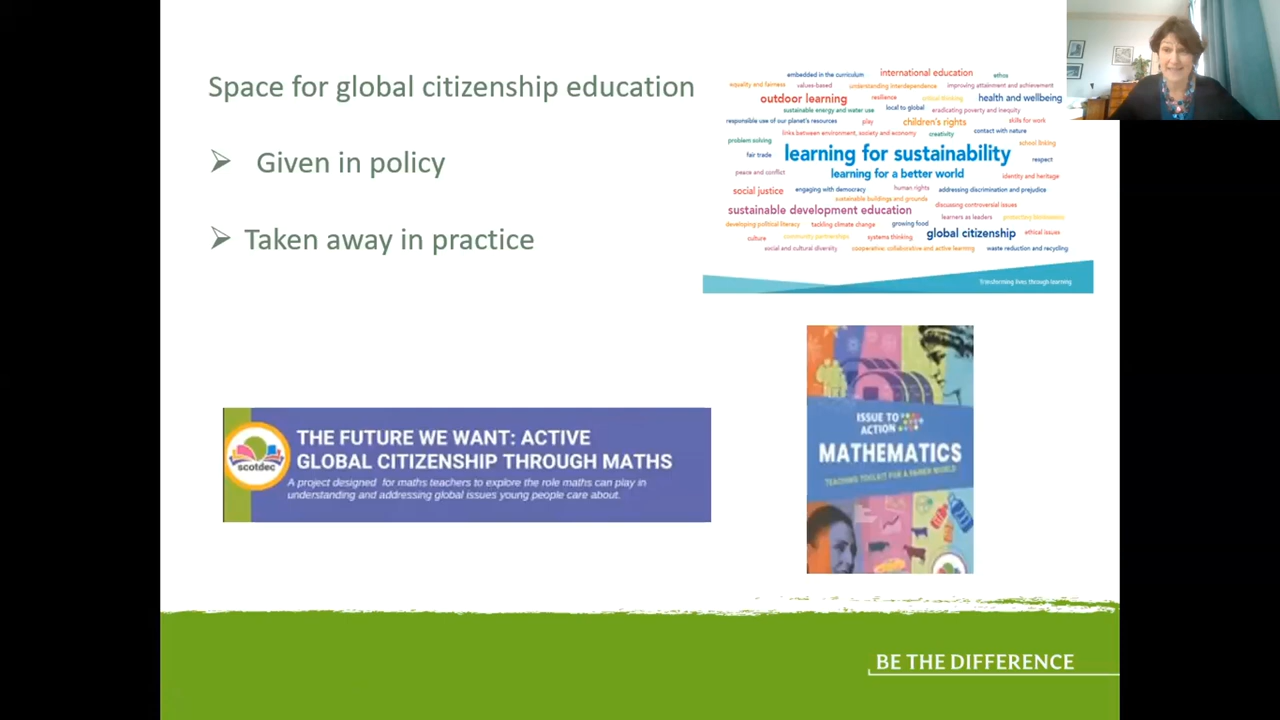 Space for global citizenship education
➢ Given in policy
➢ Taken away in practice
embedded in the curriculum international education ethos
equality and fairness values-based understanding interdependence improving attainment and achievement
outdoor learning resilience critical thinking health and wellbeing
sustainable energy and water use local to global eradicating poverty and inequity
responsible use of our planet's resources play children's rights skills for work
links between environment, society and economy creativity contact with nature
problem solving school linking
fair trade learning for sustainability respect
peace and conflict learning for a better world identity and heritage
social justice engaging with democracy human rights addressing discrimination and prejudice
sustainable buildings and grounds
sustainable development education discussing controversial issues
learners as leaders protecting biodiversity
developing political literacy tackling climate change growing food
culture community partnerships systems thinking global citizenship ethical issues
social and cultural diversity cooperative, collaborative and active learning waste reduction and recycling
Transforming lives through learning
scotdec
THE FUTURE WE WANT: ACTIVE
GLOBAL CITIZENSHIP THROUGH MATHS
A project designed for maths teachers to explore the role maths can play in
understanding and addressing global issues young people care about.
ISSUE TO
ACTION
MATHEMATICS
TEACHING TOOLKIT FOR A FAIRER WORLD
BE THE DIFFERENCE